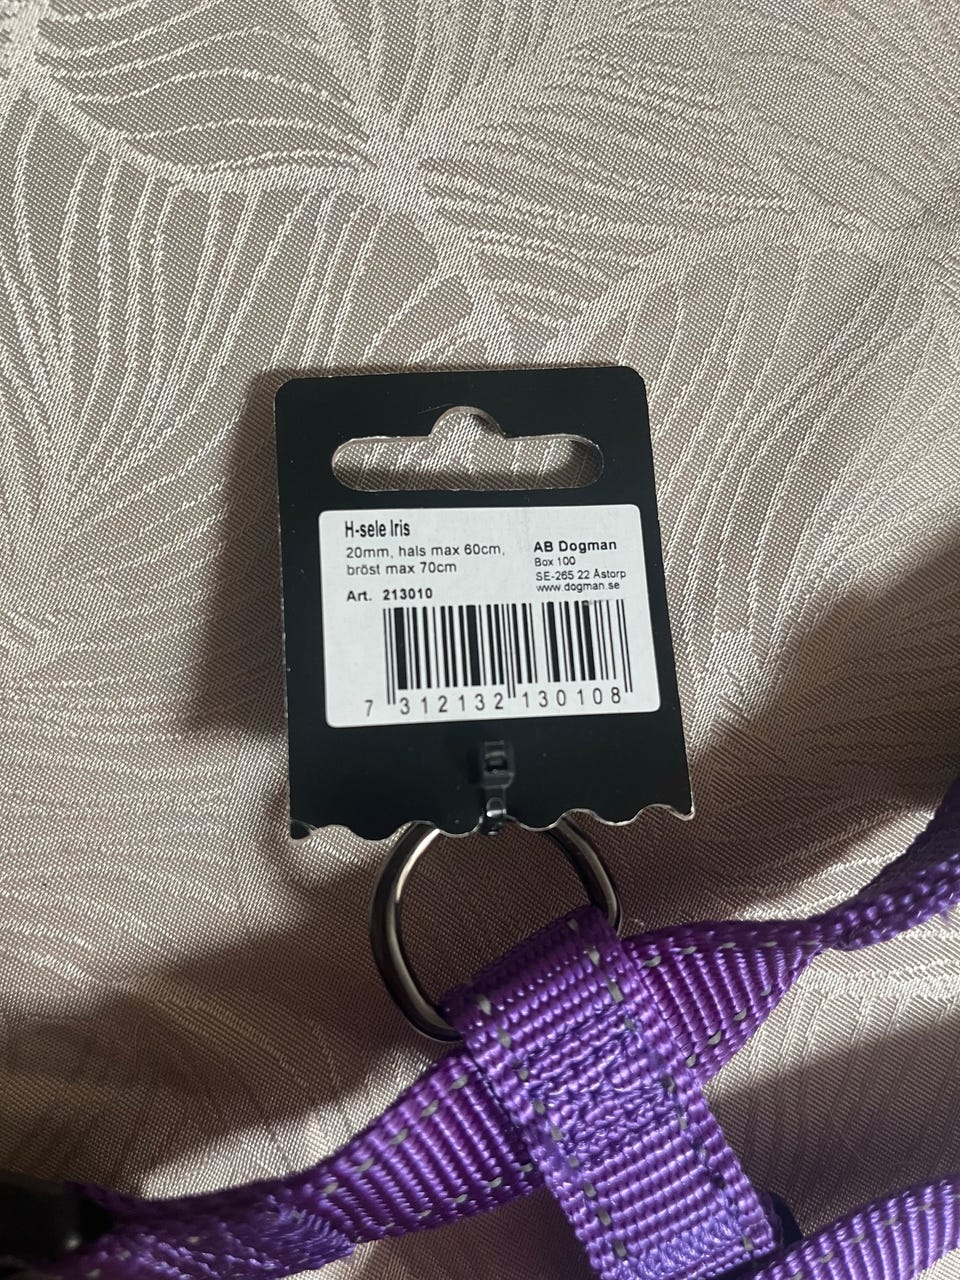 H-sele Iris
20mm, hals max 60cm,
bröst max 70cm
Art. 213010
AB Dogman
Box 100
SE-265 22 Åstorp
www.dogman.se
7 312132 130108